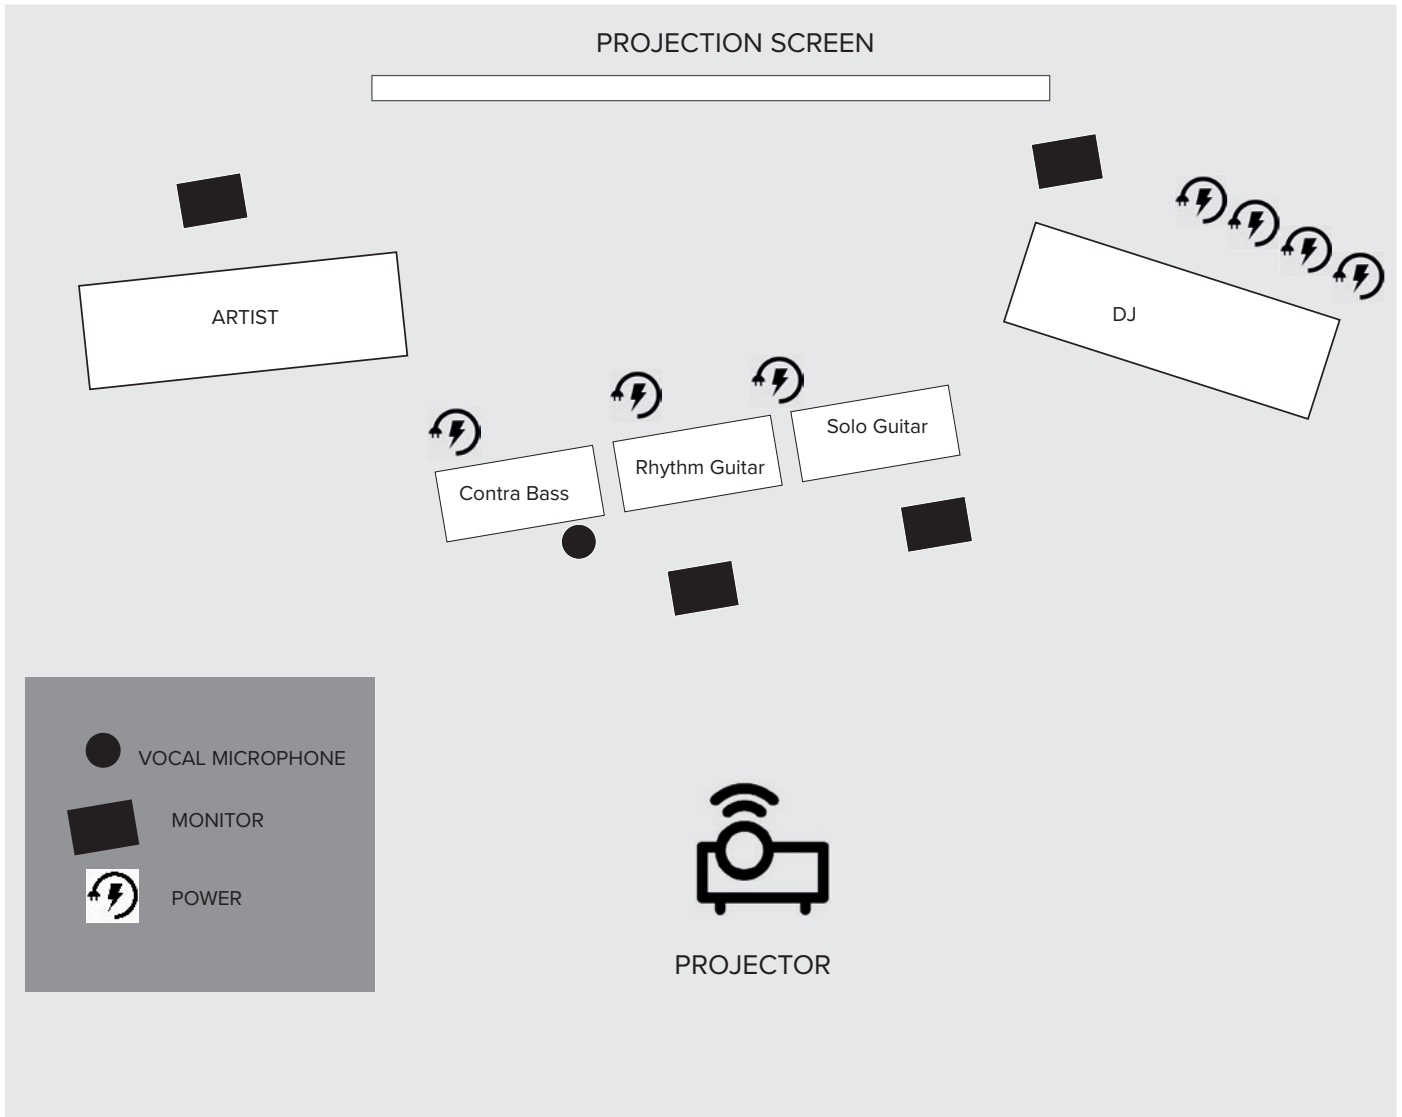 PROJECTION SCREEN
ARTIST
DJ
Solo Guitar
Rhythm Guitar
Contra Bass
VOCAL MICROPHONE
MONITOR
POWER
PROJECTOR